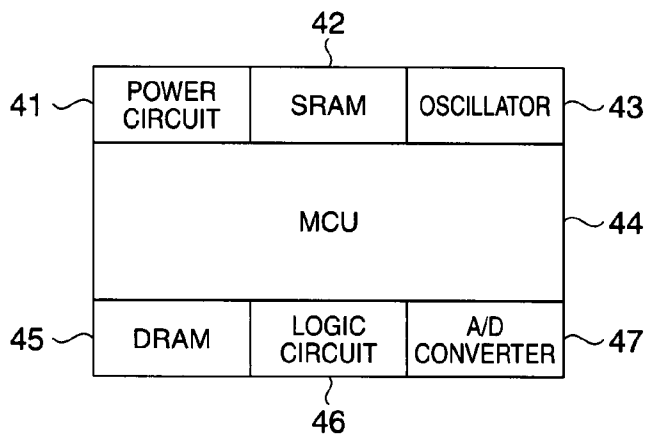 42
41
POWER
CIRCUIT
SRAM
OSCILLATOR
43
MCU
44
45
DRAM
LOGIC
CIRCUIT
A/D
CONVERTER
47
46